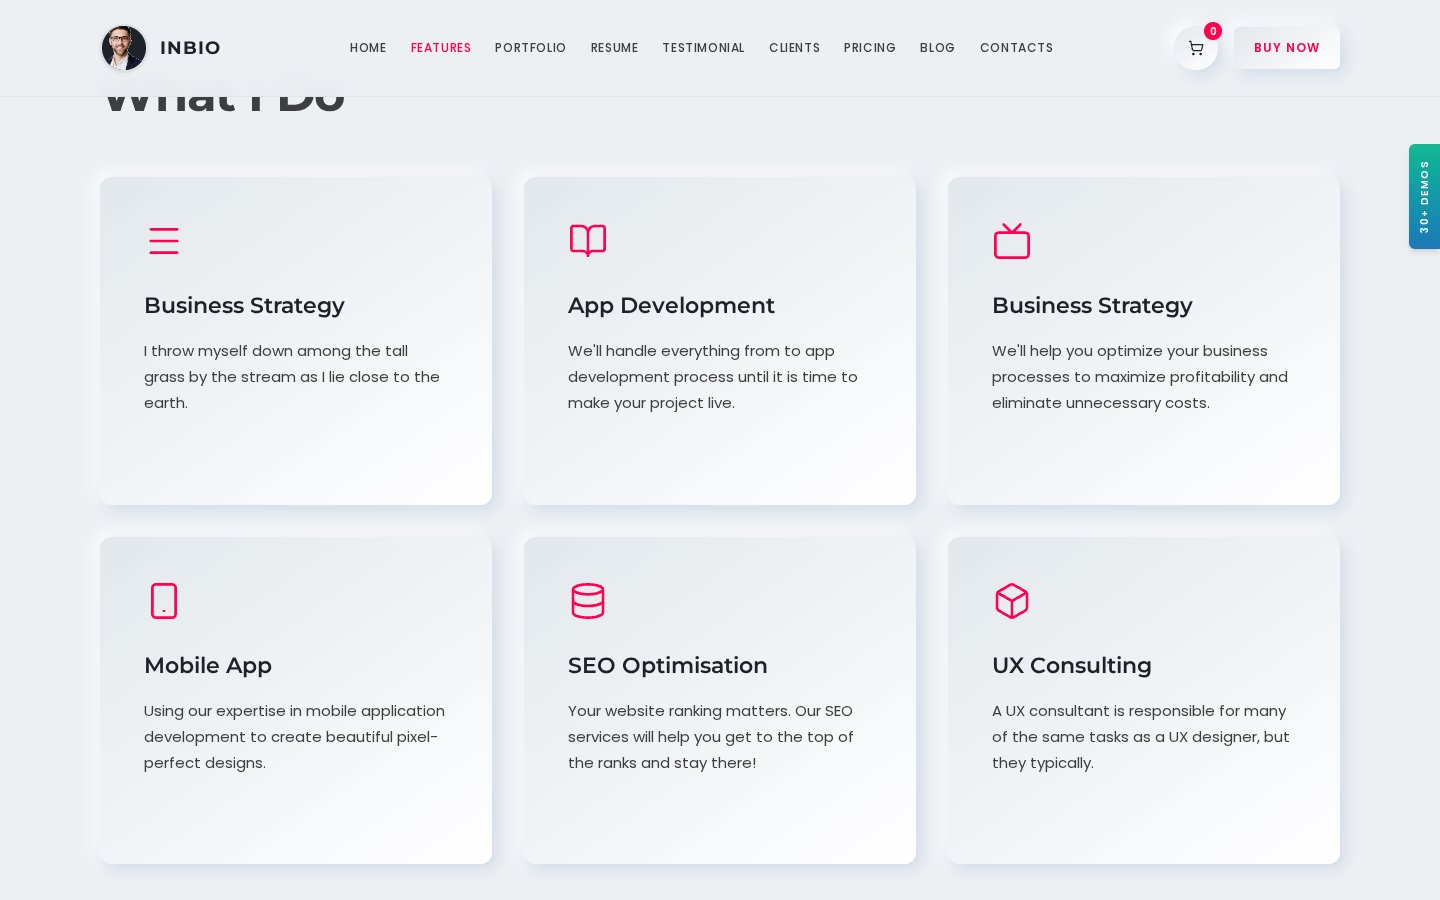 INBIO
HOME
FEATURES
PORTFOLIO
RESUME
TESTIMONIAL
CLIENTS
PRICING
BLOG
CONTACTS
0
BUY NOW
What I Do
30+ DEMOS
Business Strategy
I throw myself down among the tall
grass by the stream as I lie close to the
earth.
App Development
We'll handle everything from to app
development process until it is time to
make your project live.
Business Strategy
We'll help you optimize your business
processes to maximize profitability and
eliminate unnecessary costs.
Mobile App
Using our expertise in mobile application
development to create beautiful pixel-
perfect designs.
SEO Optimisation
Your website ranking matters. Our SEO
services will help you get to the top of
the ranks and stay there!
UX Consulting
A UX consultant is responsible for many
of the same tasks as a UX designer, but
they typically.